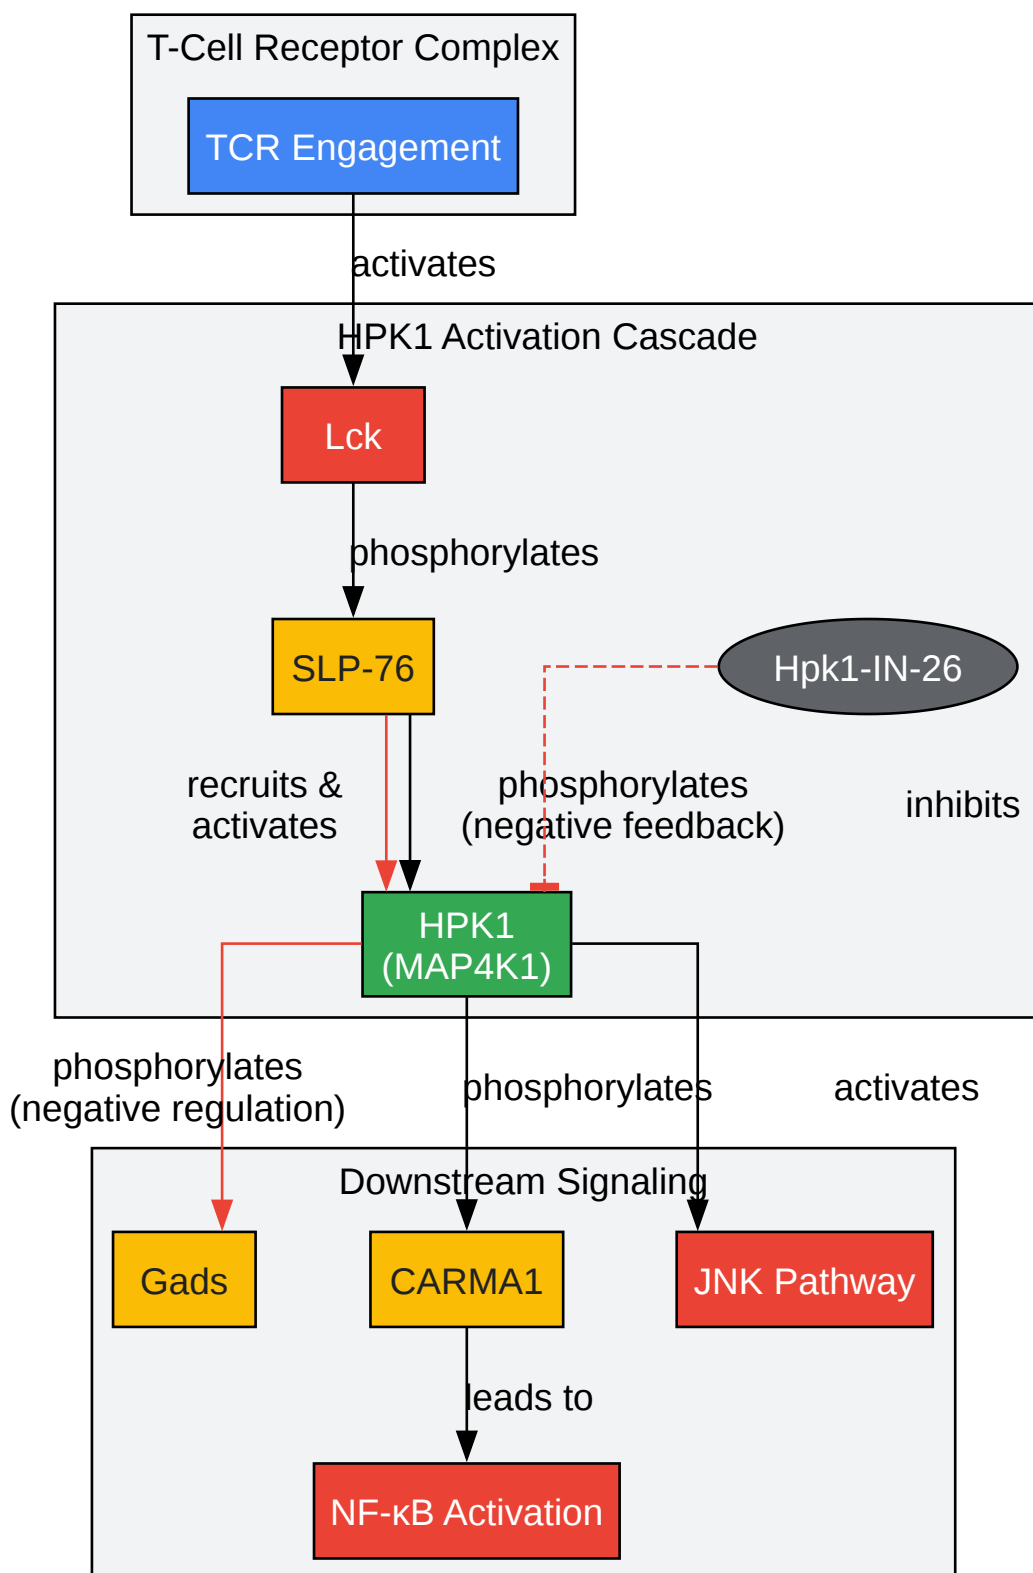 T-Cell Receptor Complex
TCR Engagement
activates
HPK1 Activation Cascade
Lck
phosphorylates
SLP-76
Hpk1-IN-26
recruits &
activates
phosphorylates
(negative feedback)
inhibits
HPK1
(MAP4K1)
phosphorylates
(negative regulation)
phosphorylates
activates
Downstream Signaling
Gads
CARMA1
JNK Pathway
leads to
NF-κB Activation